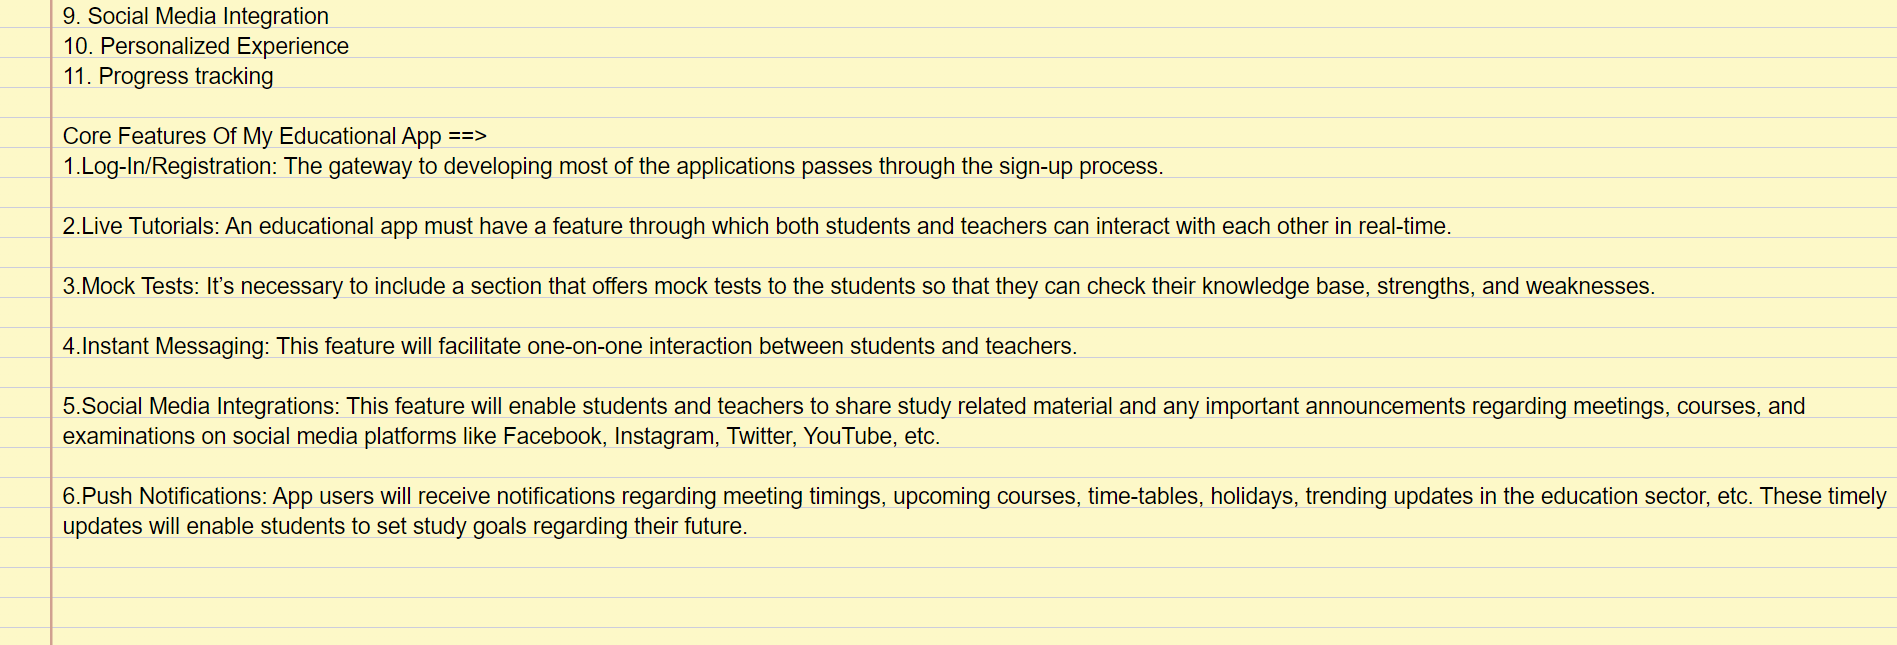 9. Social Media Integration
10. Personalized Experience
11. Progress tracking
Core Features Of My Educational App ==>
1.Log-In/Registration: The gateway to developing most of the applications passes through the sign-up process.
2.Live Tutorials: An educational app must have a feature through which both students and teachers can interact with each other in real-time.
3.Mock Tests: It’s necessary to include a section that offers mock tests to the students so that they can check their knowledge base, strengths, and weaknesses.
4.Instant Messaging: This feature will facilitate one-on-one interaction between students and teachers.
5.Social Media Integrations: This feature will enable students and teachers to share study related material and any important announcements regarding meetings, courses, and
examinations on social media platforms like Facebook, Instagram, Twitter, YouTube, etc.
6.Push Notifications: App users will receive notifications regarding meeting timings, upcoming courses, time-tables, holidays, trending updates in the education sector, etc. These timely
updates will enable students to set study goals regarding their future.